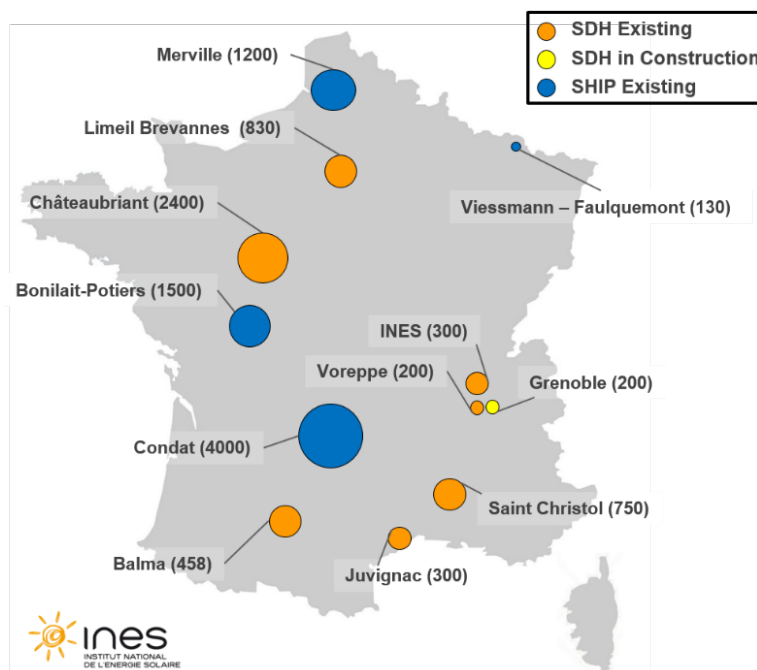 SDH Existing
SDH in Construction
SHIP Existing
Merville (1200)
Limeil Brevannes (830)
Châteaubriant (2400)
Viessmann – Faulquemont (130)
Bonilait-Potiers (1500)
INES (300)
Voreppe (200)
Grenoble (200)
Condat (4000)
Saint Christol (750)
Balma (458)
Juvignac (300)
ines
INSTITUT NATIONAL
DE L'ENERGIE SOLAIRE